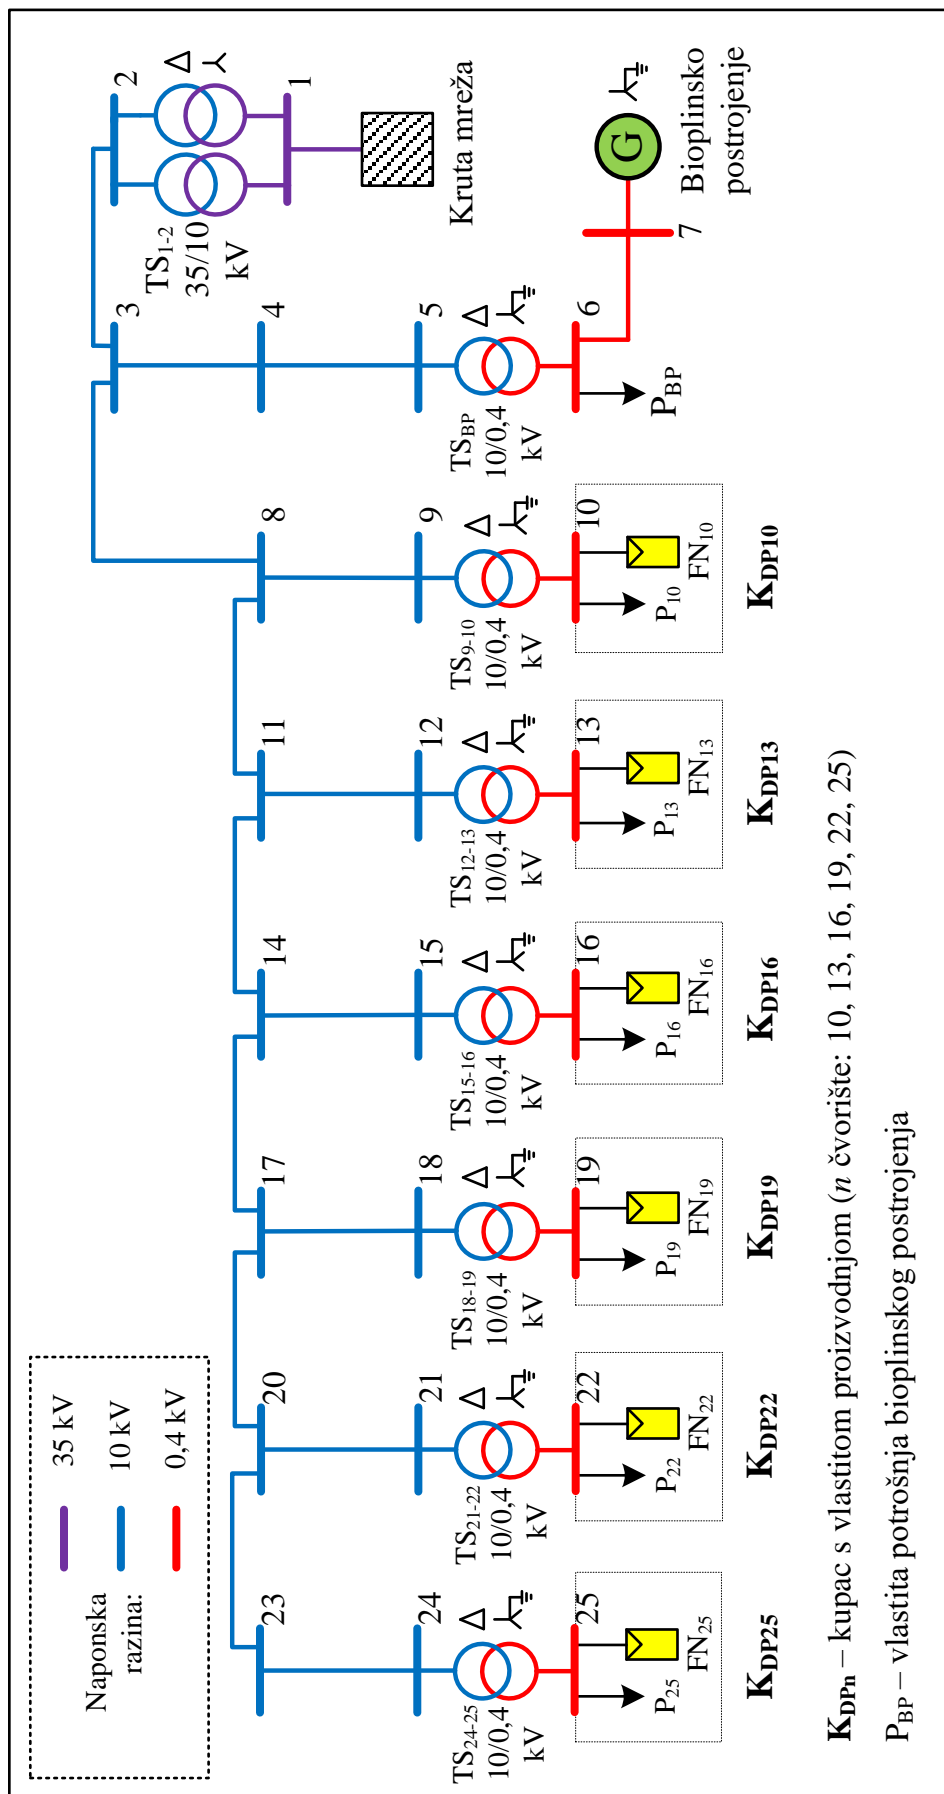 Naponska
razina:
35 kV
10 kV
0,4 kV
23
20
17
14
11
8
3
2
TS1-2
35/10
kV
1
Kruta mreža
24
21
18
15
12
9
4
5
TS24-25
10/0,4
kV
TS21-22
10/0,4
kV
TS18-19
10/0,4
kV
TS15-16
10/0,4
kV
TS12-13
10/0,4
kV
TS9-10
10/0,4
kV
TSBP
10/0,4
kV
25
22
19
16
13
10
6
7
G
Bioplinsko
postrojenje
P25
FN25
P22
FN22
P19
FN19
P16
FN16
P13
FN13
P10
FN10
PBP
KDP25
KDP22
KDP19
KDP16
KDP13
KDP10
KDPn – kupac s vlastitom proizvodnjom (n čvorište: 10, 13, 16, 19, 22, 25)
PBP – vlastita potrošnja bioplinskog postrojenja